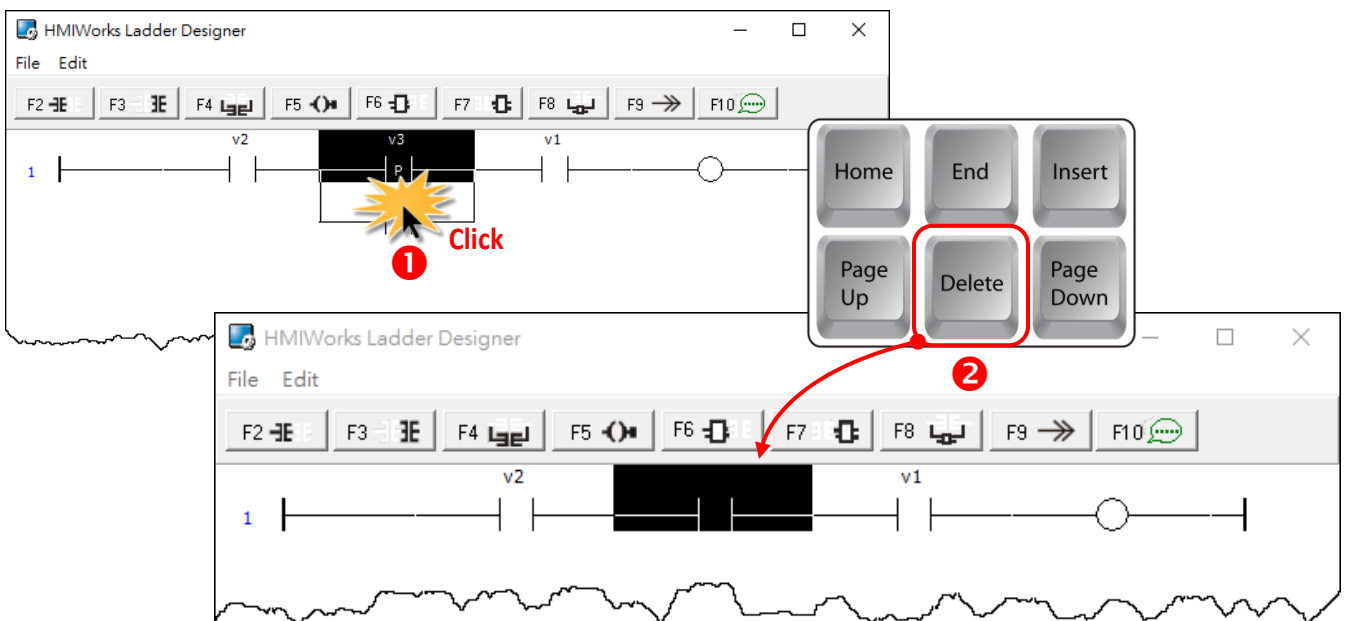 HMIWorks Ladder Designer
File Edit
F2 F3 F4 F5 F6 F7 F8 F9 F10
v2 v3 v1
1 P
Click
1
Home End Insert
Page Up Delete Page Down
2
HMIWorks Ladder Designer
File Edit
F2 F3 F4 F5 F6 F7 F8 F9 F10
v2 v1
1